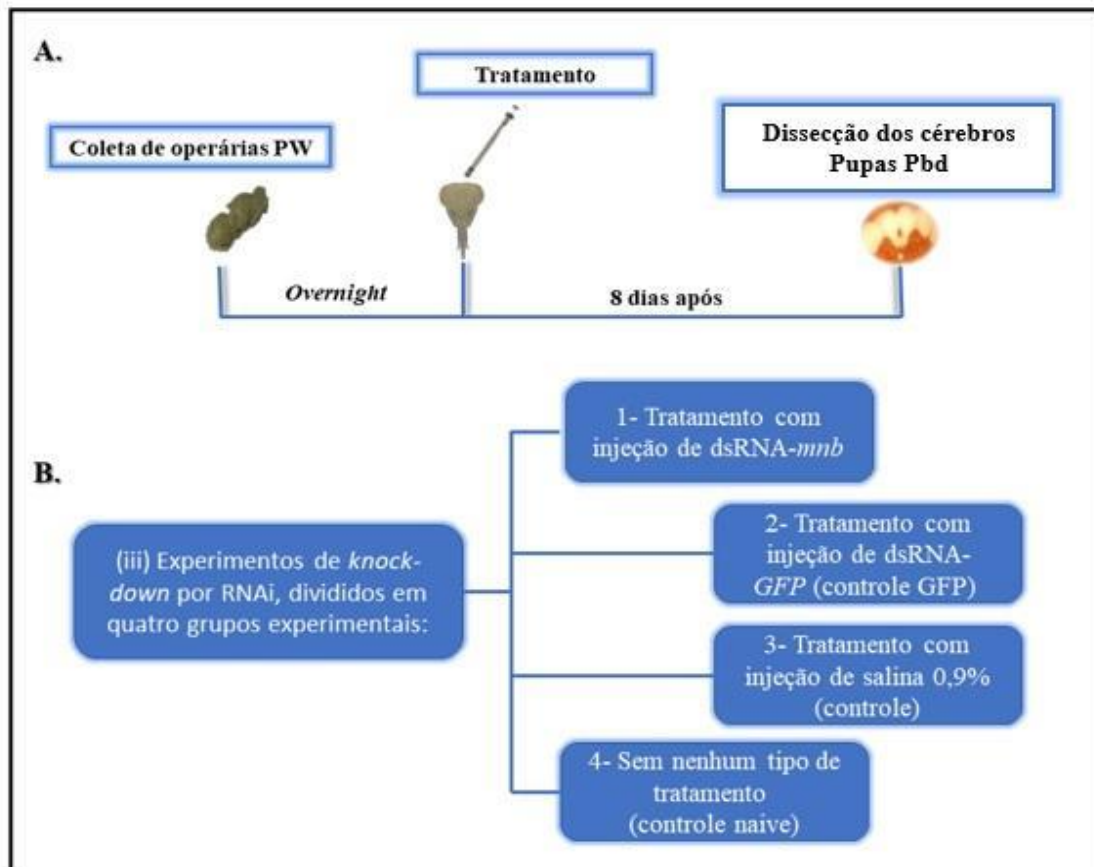 A.
Tratamento
Coleta de operárias PW
Dissecção dos cérebros
Pupas Pbd
Overnight
8 dias após
B.
(iii) Experimentos de knock-
down por RNAi, divididos em
quatro grupos experimentais:
1- Tratamento com
injeção de dsRNA-mnb
2- Tratamento com
injeção de dsRNA-
GFP (controle GFP)
3- Tratamento com
injeção de salina 0,9%
(controle)
4- Sem nenhum tipo de
tratamento
(controle naive)